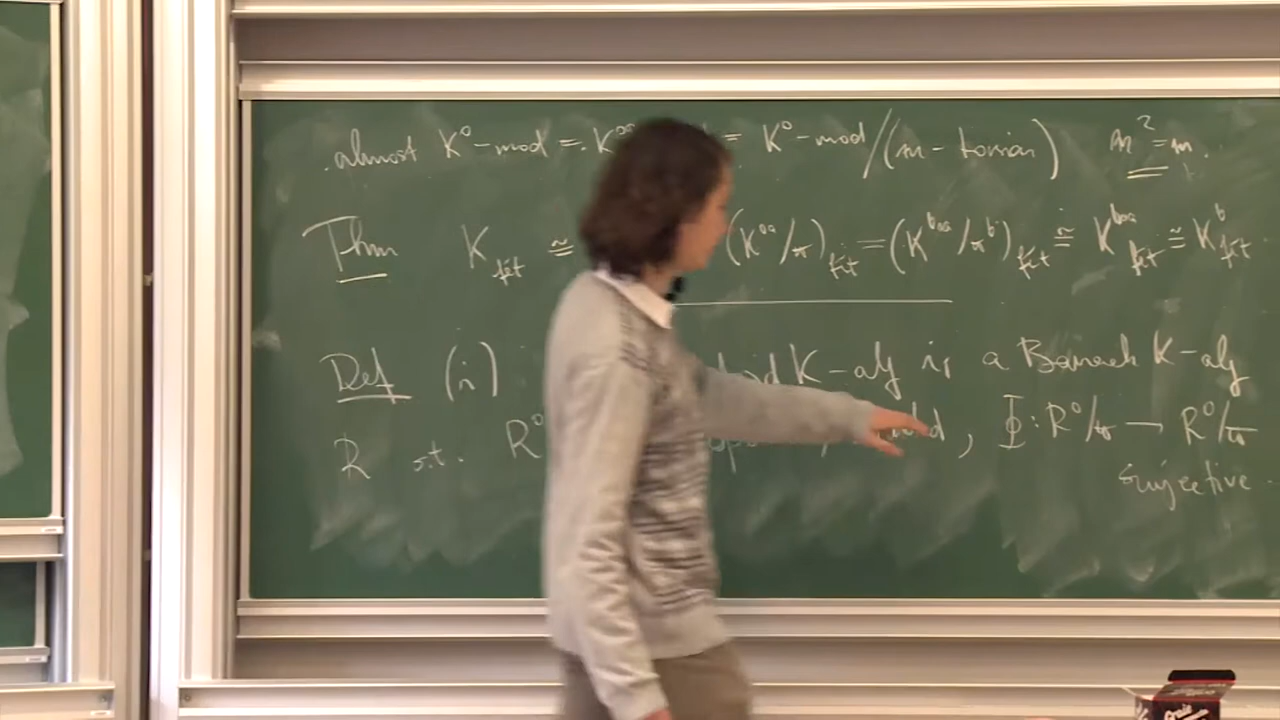 almost K°-mod = K°ᵃ = K°-mod/(m-torsion) m²=m.
Thm K_fét ≅ (K°ᵃ/π)_fét = (K^♭°ᵃ/π^♭)_fét ≅ K^♭°ᵃ_fét ≅ K^♭_fét
Def (i) K-alg is a Banach K-alg
R s.t. R° , Φ: R°/π → R°/π
surjective.